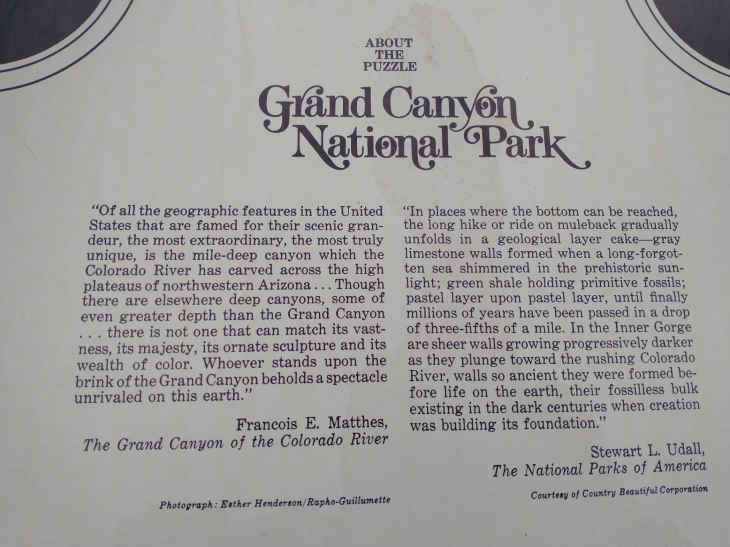 ABOUT
THE
PUZZLE
Grand Canyon
National Park
"Of all the geographic features in the United
States that are famed for their scenic gran-
deur, the most extraordinary, the most truly
unique, is the mile-deep canyon which the
Colorado River has carved across the high
plateaus of northwestern Arizona . . . Though
there are elsewhere deep canyons, some of
even greater depth than the Grand Canyon
. . . there is not one that can match its vast-
ness, its majesty, its ornate sculpture and its
wealth of color. Whoever stands upon the
brink of the Grand Canyon beholds a spectacle
unrivaled on this earth."
Francois E. Matthes,
The Grand Canyon of the Colorado River
Photograph: Esther Henderson/Rapho-Guillumette
"In places where the bottom can be reached,
the long hike or ride on muleback gradually
unfolds in a geological layer cake—gray
limestone walls formed when a long-forgot-
ten sea shimmered in the prehistoric sun-
light; green shale holding primitive fossils;
pastel layer upon pastel layer, until finally
millions of years have been passed in a drop
of three-fifths of a mile. In the Inner Gorge
are sheer walls growing progressively darker
as they plunge toward the rushing Colorado
River, walls so ancient they were formed be-
fore life on the earth, their fossilless bulk
existing in the dark centuries when creation
was building its foundation."
Stewart L. Udall,
The National Parks of America
Courtesy of Country Beautiful Corporation